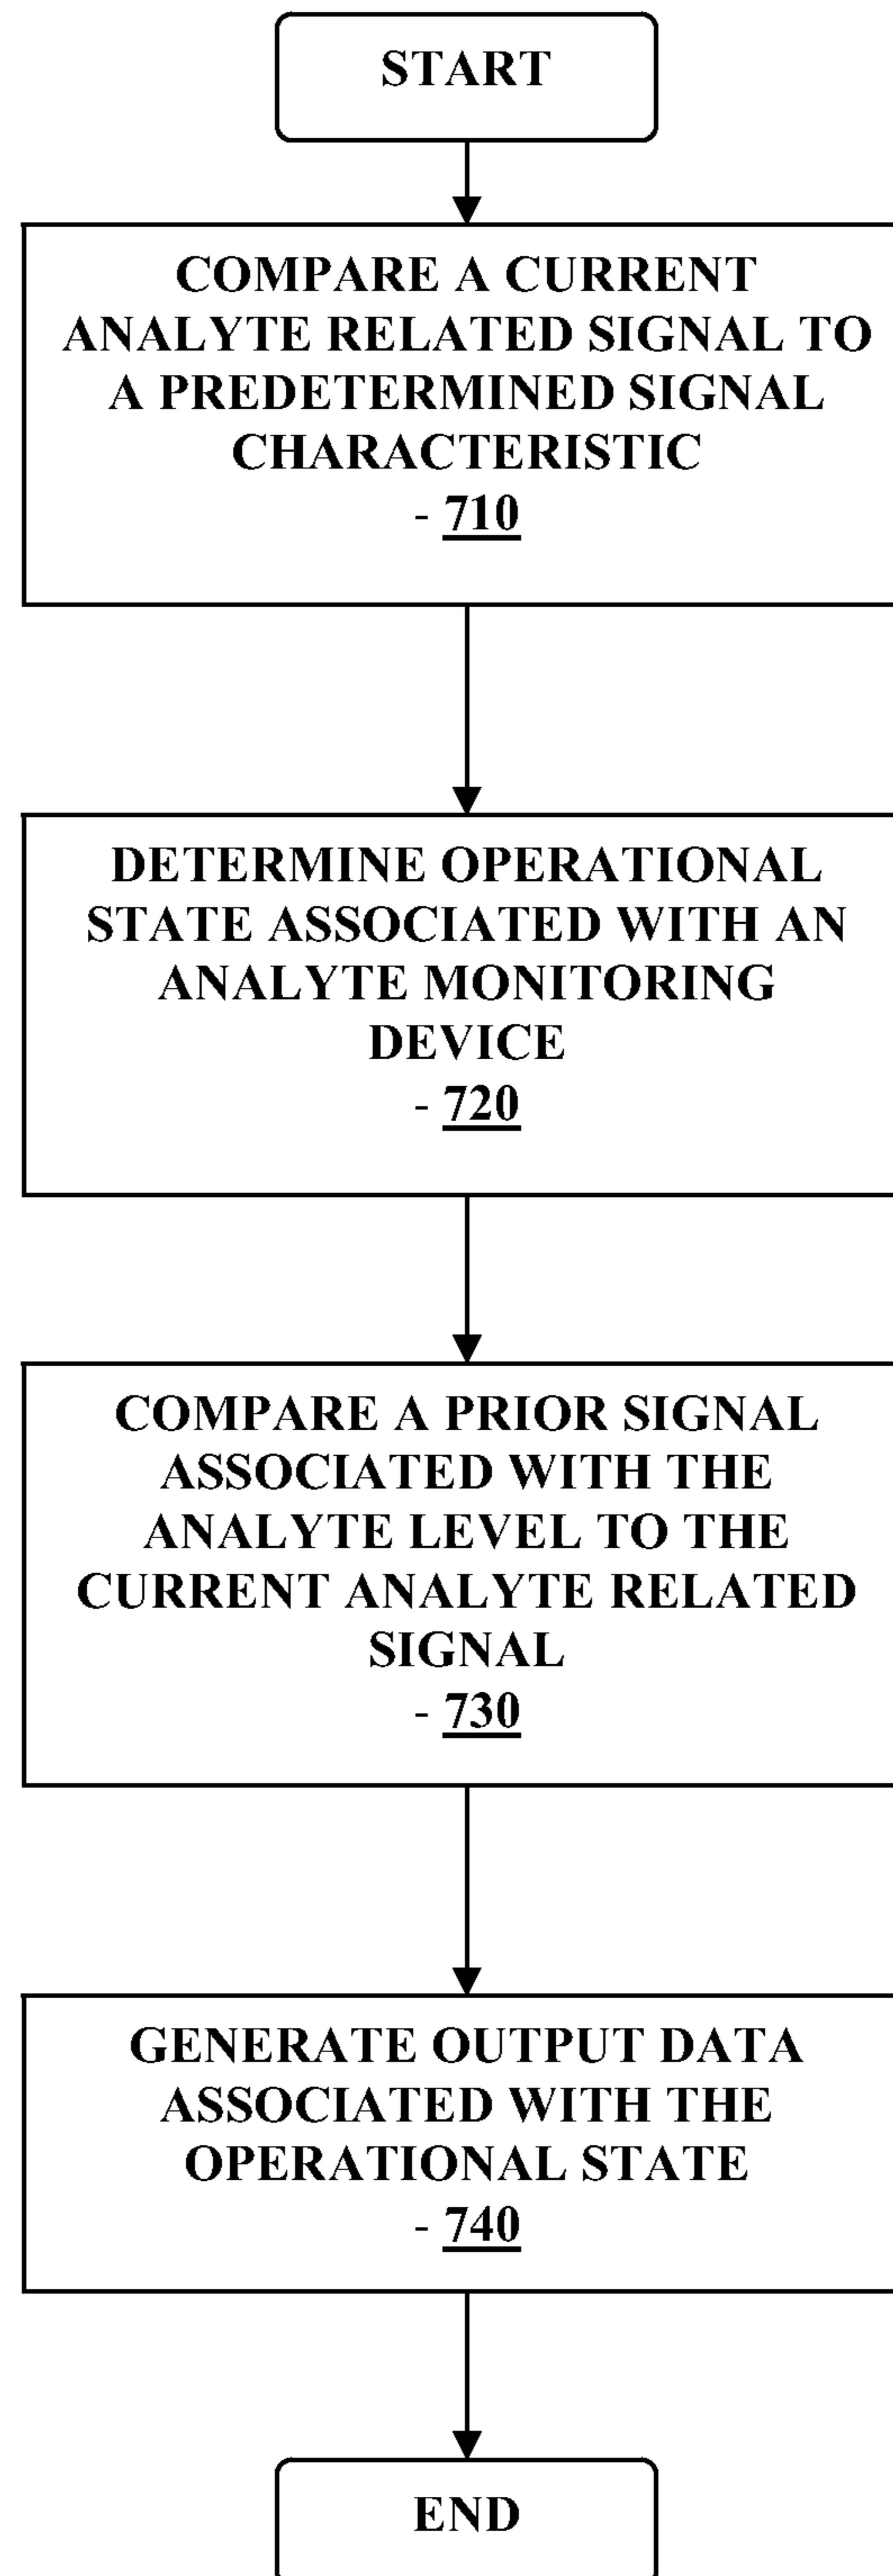 START
COMPARE A CURRENT
ANALYTE RELATED SIGNAL TO
A PREDETERMINED SIGNAL
CHARACTERISTIC
- 710
DETERMINE OPERATIONAL
STATE ASSOCIATED WITH AN
ANALYTE MONITORING
DEVICE
- 720
COMPARE A PRIOR SIGNAL
ASSOCIATED WITH THE
ANALYTE LEVEL TO THE
CURRENT ANALYTE RELATED
SIGNAL
- 730
GENERATE OUTPUT DATA
ASSOCIATED WITH THE
OPERATIONAL STATE
- 740
END